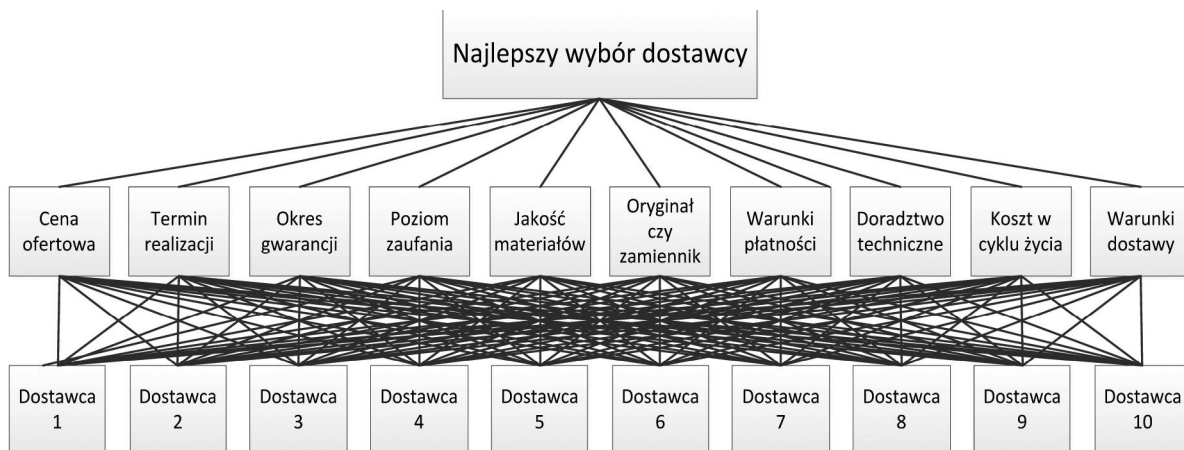 Najlepszy wybór dostawcy
Cena
ofertowa
Termin
realizacji
Okres
gwarancji
Poziom
zaufania
Jakość
materiałów
Oryginał
czy
zamiennik
Warunki
płatności
Doradztwo
techniczne
Koszt w
cyklu życia
Warunki
dostawy
Dostawca
1
Dostawca
2
Dostawca
3
Dostawca
4
Dostawca
5
Dostawca
6
Dostawca
7
Dostawca
8
Dostawca
9
Dostawca
10